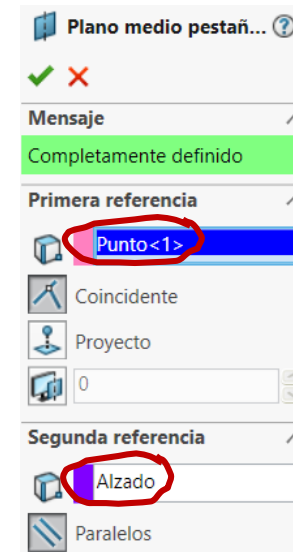 Plano medio pestañ...
Mensaje
Completamente definido
Primera referencia
Punto<1>
Coincidente
Proyecto
0
Segunda referencia
Alzado
Paralelos